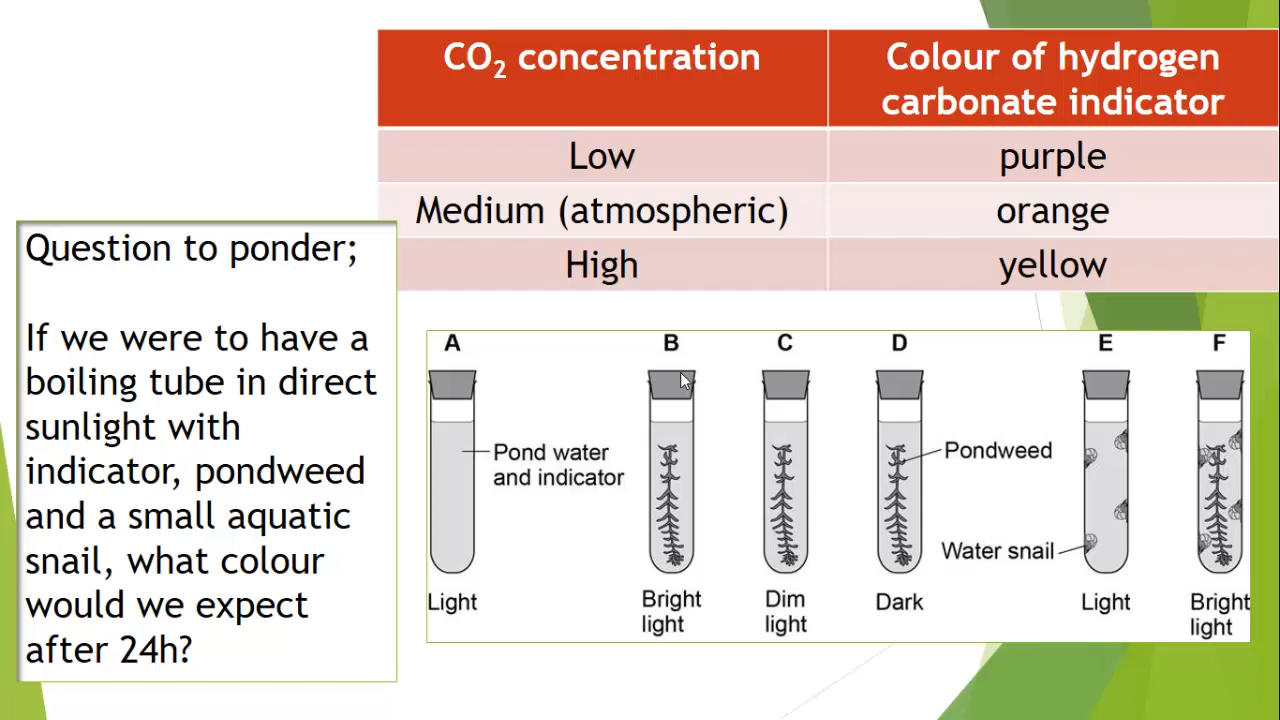 CO₂ concentration
Colour of hydrogen
carbonate indicator
Low
purple
Medium (atmospheric)
orange
High
yellow
Question to ponder;
If we were to have a
boiling tube in direct
sunlight with
indicator, pondweed
and a small aquatic
snail, what colour
would we expect
after 24h?
A
B
C
D
E
F
Pond water
and indicator
Pondweed
Water snail
Light
Bright
light
Dim
light
Dark
Light
Bright
light